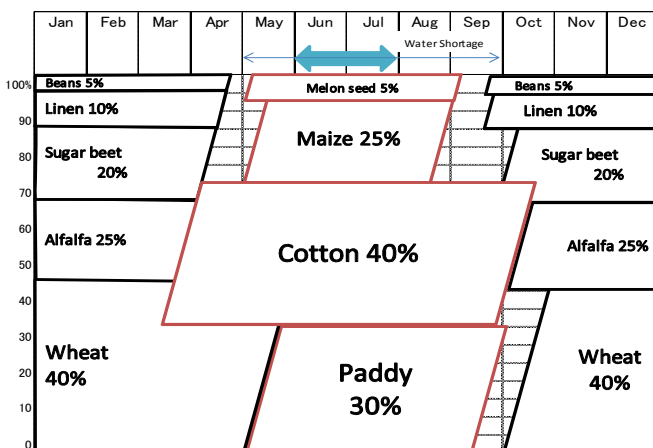 Jan Feb Mar Apr May Jun Jul Aug Sep Oct Nov Dec
Water Shortage
100%
90
80
70
60
50
40
30
20
10
0
Beans 5%
Linen 10%
Sugar beet
20%
Alfalfa 25%
Wheat
40%
Melon seed 5%
Maize 25%
Cotton 40%
Paddy
30%
Beans 5%
Linen 10%
Sugar beet
20%
Alfalfa 25%
Wheat
40%